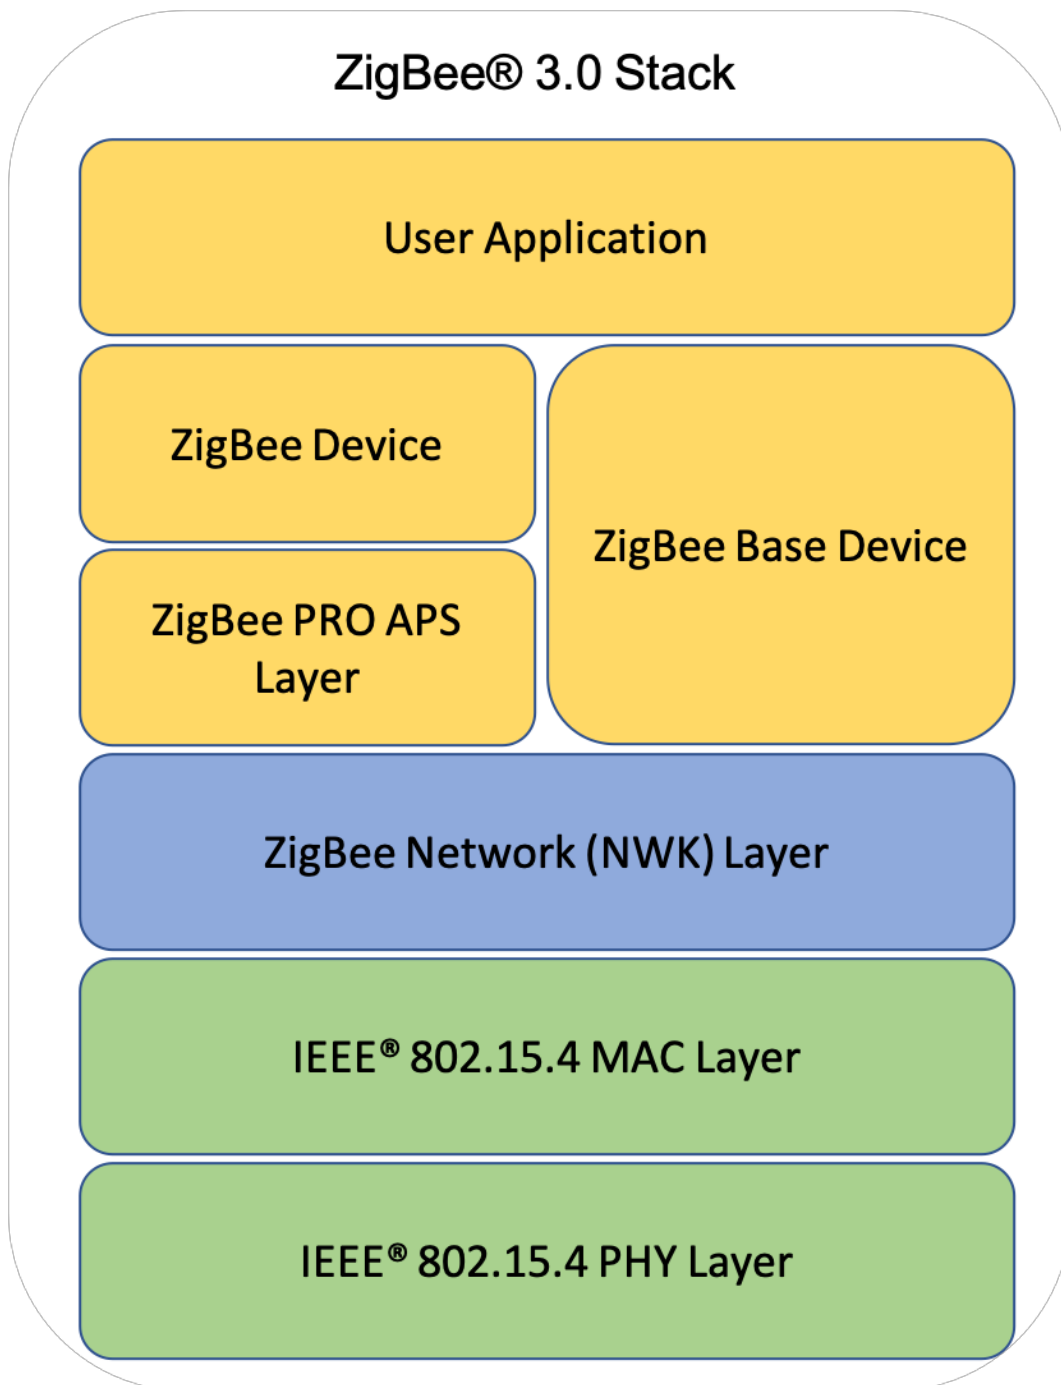 ZigBee® 3.0 Stack
User Application
ZigBee Device
ZigBee PRO APS
Layer
ZigBee Base Device
ZigBee Network (NWK) Layer
IEEE® 802.15.4 MAC Layer
IEEE® 802.15.4 PHY Layer